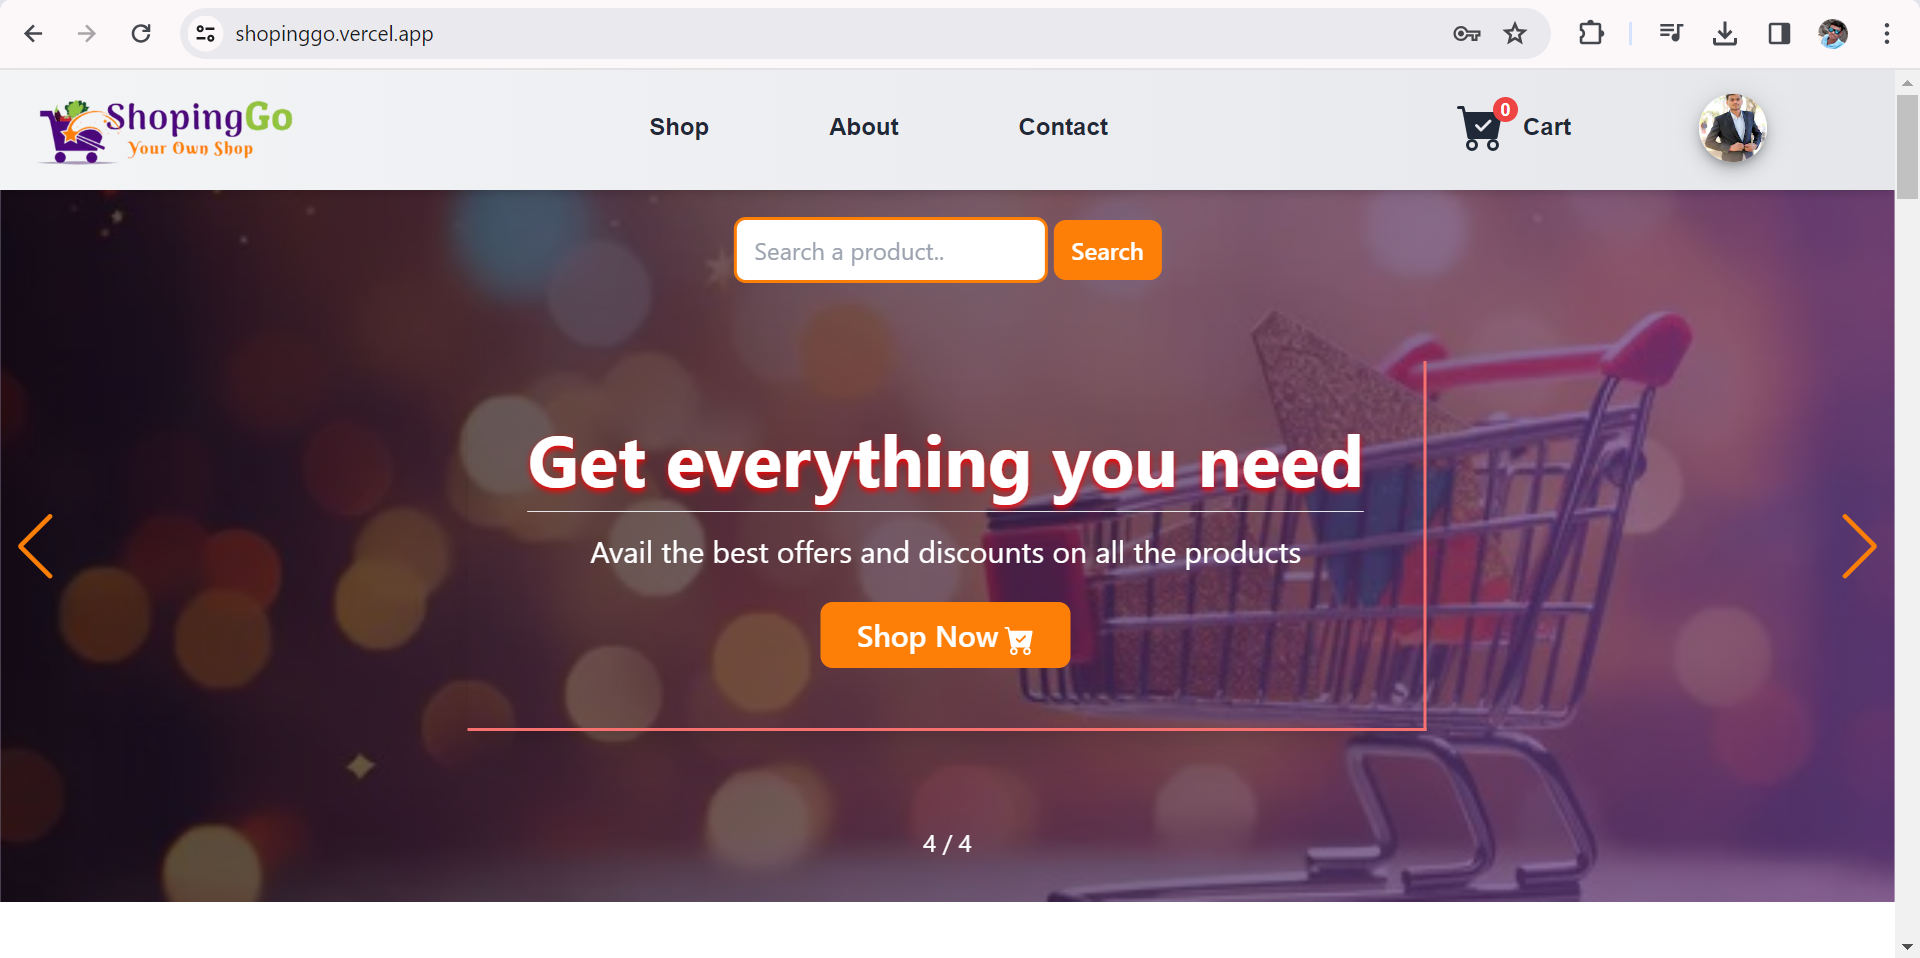 shopinggo.vercel.app
ShopingGo
Your Own Shop
Shop
About
Contact
0
Cart
Search a product..
Search
Get everything you need
Avail the best offers and discounts on all the products
Shop Now
4 / 4